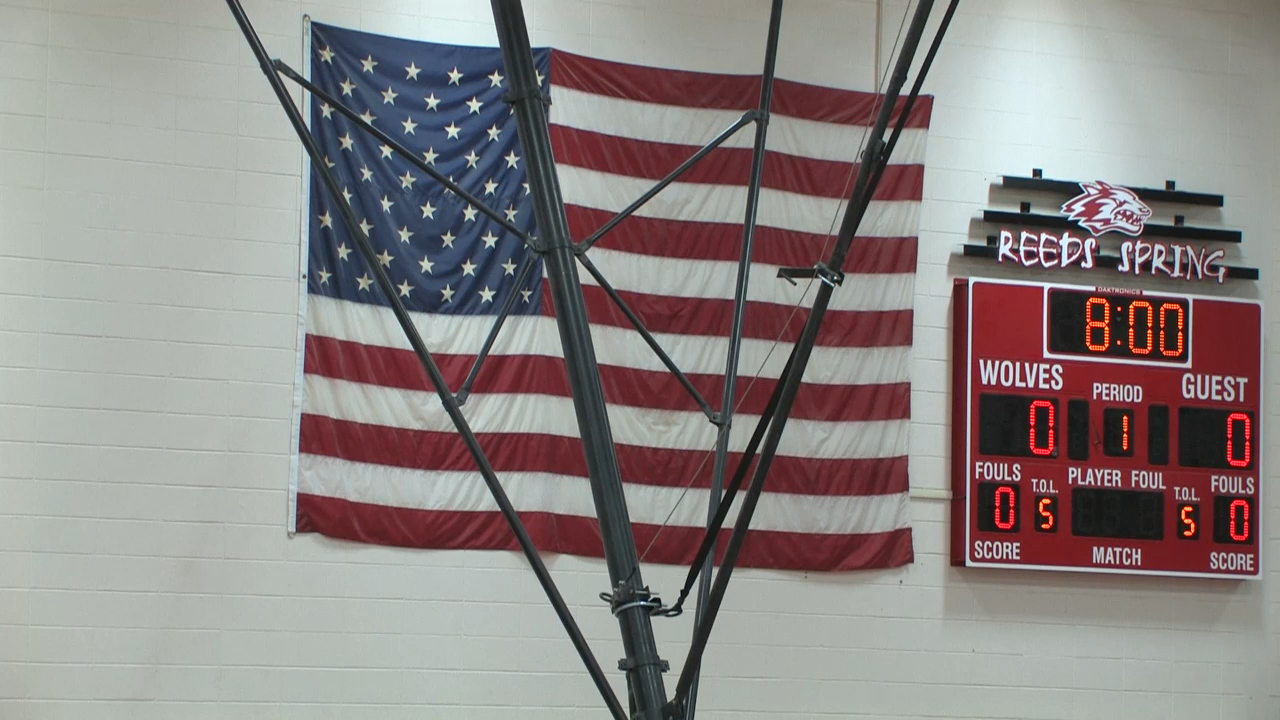 REEDS SPRING
DAKTRONICS
8:00
WOLVES PERIOD GUEST
0 1 0
FOULS PLAYER FOUL FOULS
T.O.L. T.O.L.
0 5 5 0
SCORE MATCH SCORE